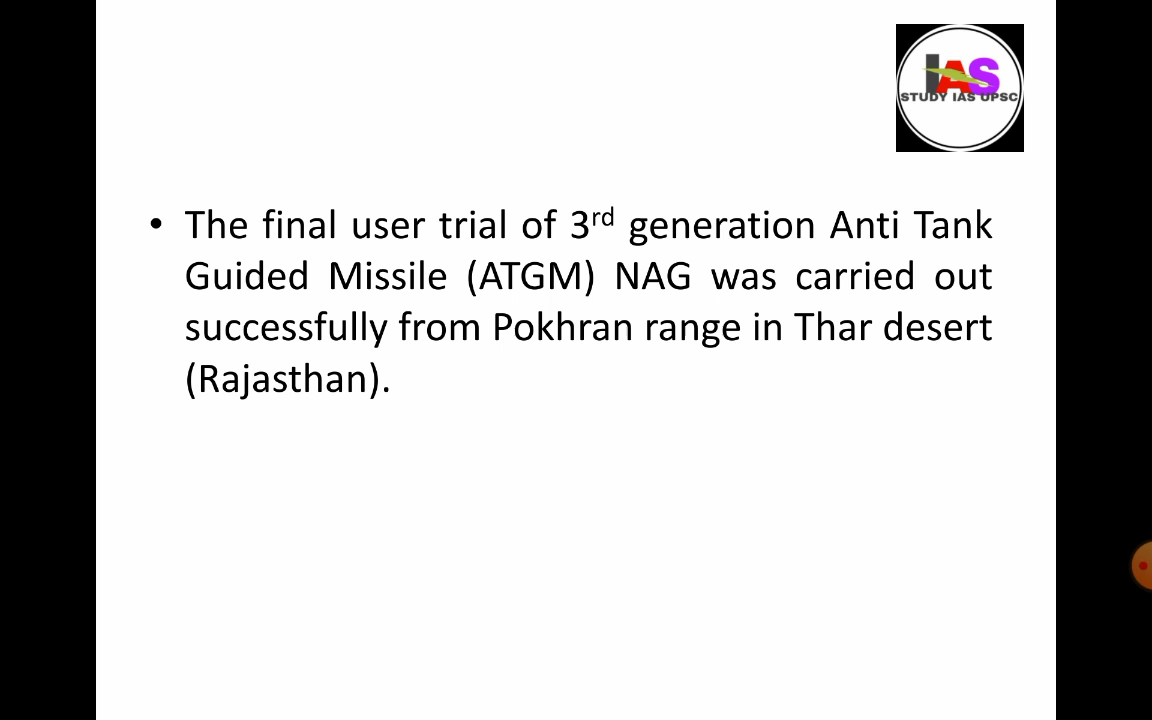 IAS
STUDY IAS UPSC
• The final user trial of 3rd generation Anti Tank
Guided Missile (ATGM) NAG was carried out
successfully from Pokhran range in Thar desert
(Rajasthan).